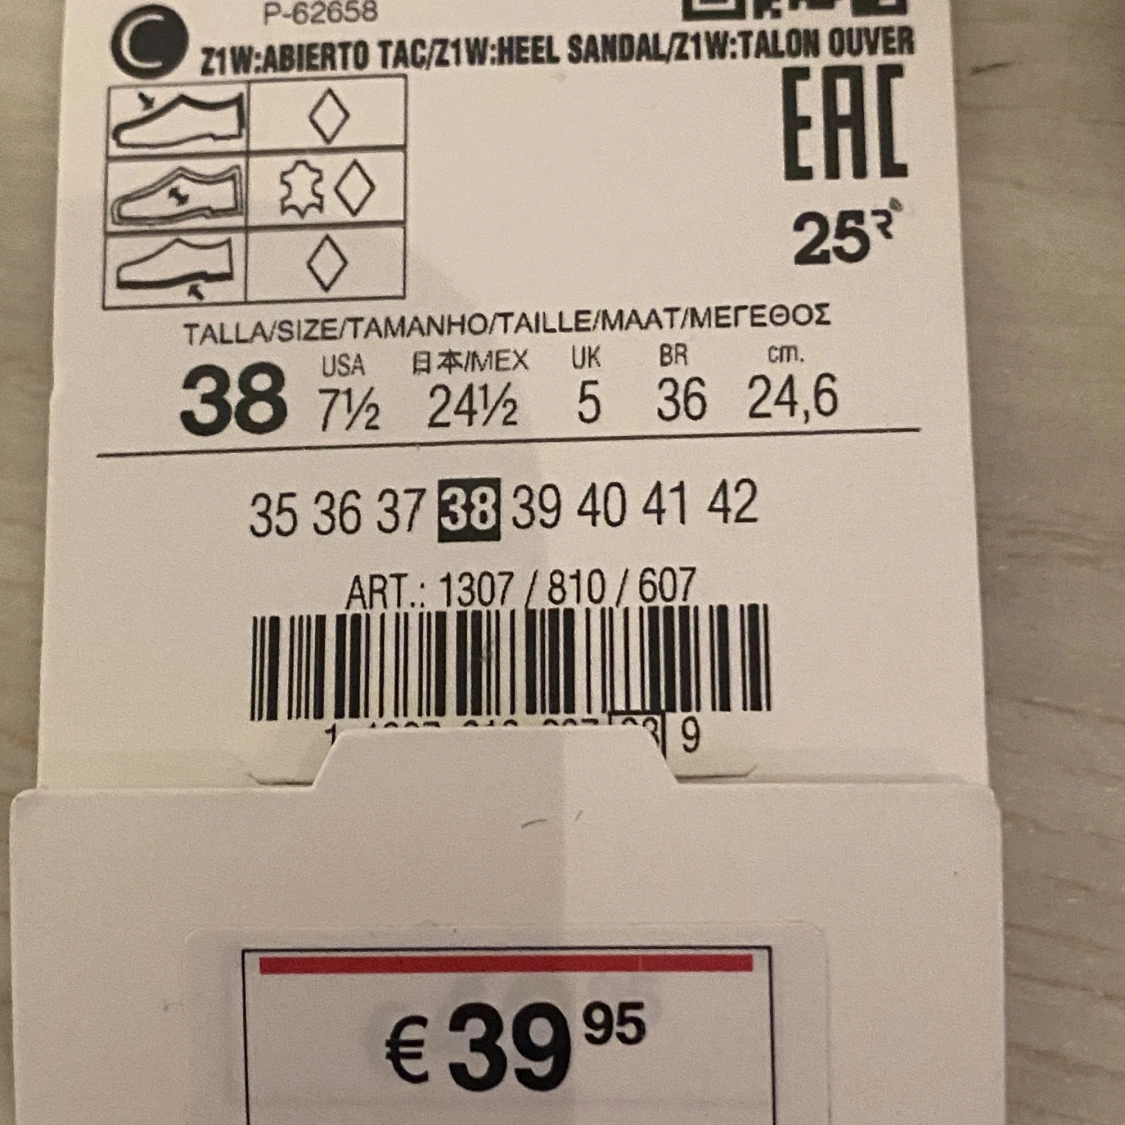 P-62658
Z1W:ABIERTO TAC/Z1W:HEEL SANDAL/Z1W:TALON OUVER
EAC
25
TALLA/SIZE/TAMANHO/TAILLE/MAAT/ΜΕΓΕΘΟΣ
USA 日本/MEX UK BR cm.
38 7½ 24½ 5 36 24,6
35 36 37 38 39 40 41 42
ART.: 1307 / 810 / 607
1 9
€ 39 95